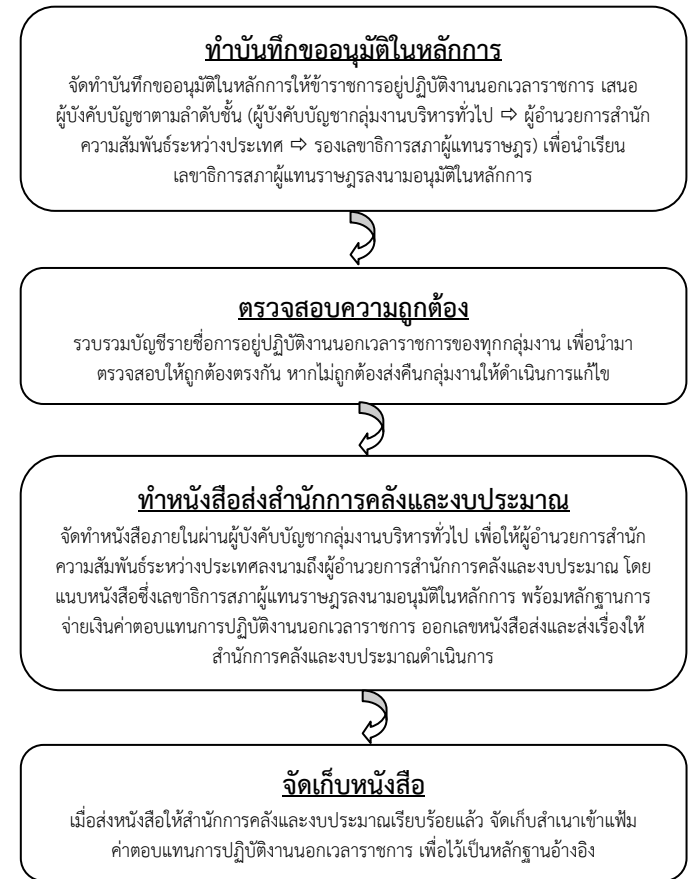 ทำบันทึกขออนุมัติในหลักการ
จัดทำบันทึกขออนุมัติในหลักการให้ข้าราชการอยู่ปฏิบัติงานนอกเวลาราชการ เสนอ
ผู้บังคับบัญชาตามลำดับชั้น (ผู้บังคับบัญชากลุ่มงานบริหารทั่วไป ⇨ ผู้อำนวยการสำนัก
ความสัมพันธ์ระหว่างประเทศ ⇨ รองเลขาธิการสภาผู้แทนราษฎร) เพื่อนำเรียน
เลขาธิการสภาผู้แทนราษฎรลงนามอนุมัติในหลักการ
ตรวจสอบความถูกต้อง
รวบรวมบัญชีรายชื่อการอยู่ปฏิบัติงานนอกเวลาราชการของทุกกลุ่มงาน เพื่อนำมา
ตรวจสอบให้ถูกต้องตรงกัน หากไม่ถูกต้องส่งคืนกลุ่มงานให้ดำเนินการแก้ไข
ทำหนังสือส่งสำนักการคลังและงบประมาณ
จัดทำหนังสือภายในผ่านผู้บังคับบัญชากลุ่มงานบริหารทั่วไป เพื่อให้ผู้อำนวยการสำนัก
ความสัมพันธ์ระหว่างประเทศลงนามถึงผู้อำนวยการสำนักการคลังและงบประมาณ โดย
แนบหนังสือซึ่งเลขาธิการสภาผู้แทนราษฎรลงนามอนุมัติในหลักการ พร้อมหลักฐานการ
จ่ายเงินค่าตอบแทนการปฏิบัติงานนอกเวลาราชการ ออกเลขหนังสือส่งและส่งเรื่องให้
สำนักการคลังและงบประมาณดำเนินการ
จัดเก็บหนังสือ
เมื่อส่งหนังสือให้สำนักการคลังและงบประมาณเรียบร้อยแล้ว จัดเก็บสำเนาเข้าแฟ้ม
ค่าตอบแทนการปฏิบัติงานนอกเวลาราชการ เพื่อไว้เป็นหลักฐานอ้างอิง